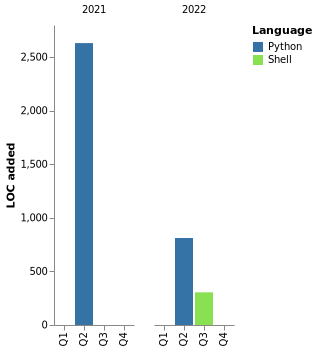 2021
2022
Language
Python
Shell
LOC added
2,500
2,000
1,500
1,000
500
0
Q1 Q2 Q3 Q4
Q1 Q2 Q3 Q4